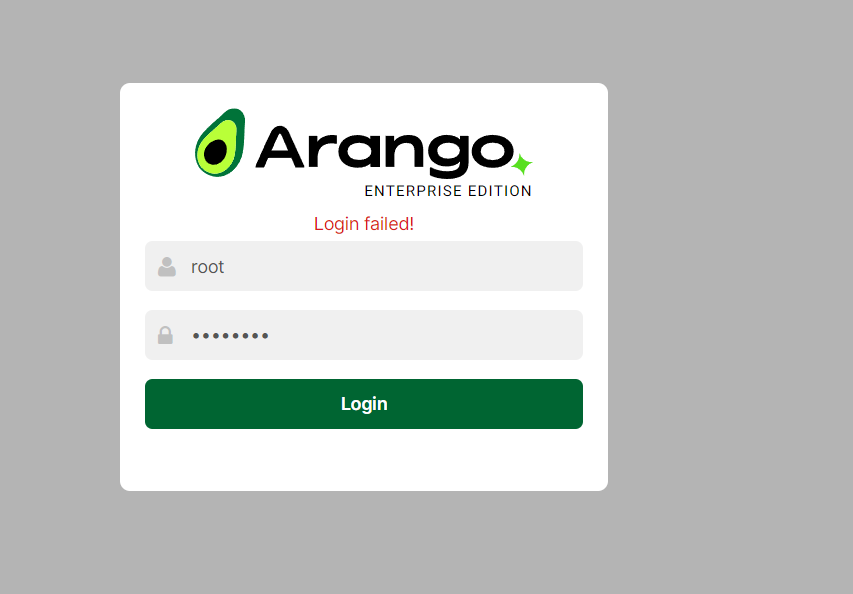 Arango
ENTERPRISE EDITION
Login failed!
root
••••••••
Login